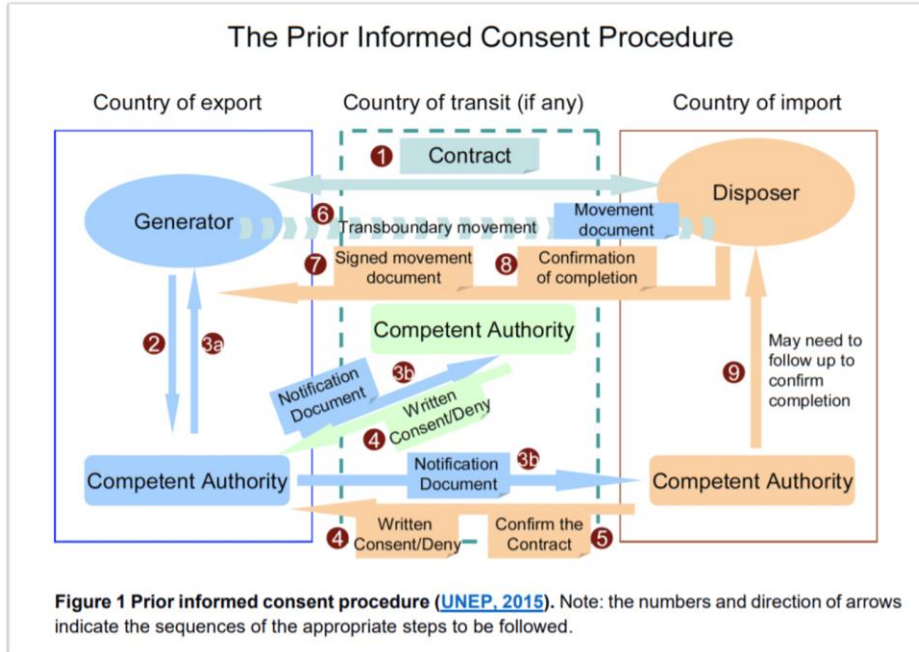 The Prior Informed Consent Procedure
Country of export
Country of transit (if any)
Country of import
1
Contract
Generator
Disposer
6
Transboundary movement
Movement
document
7
Signed movement
document
8
Confirmation
of completion
Competent Authority
2
3a
3b
Notification
Document
4
Written
Consent/Deny
9
May need to
follow up to
confirm
completion
Competent Authority
Notification
Document
3b
Competent Authority
4
Written
Consent/Deny
Confirm the
Contract
5
Figure 1 Prior informed consent procedure (UNEP, 2015). Note: the numbers and direction of arrows
indicate the sequences of the appropriate steps to be followed.